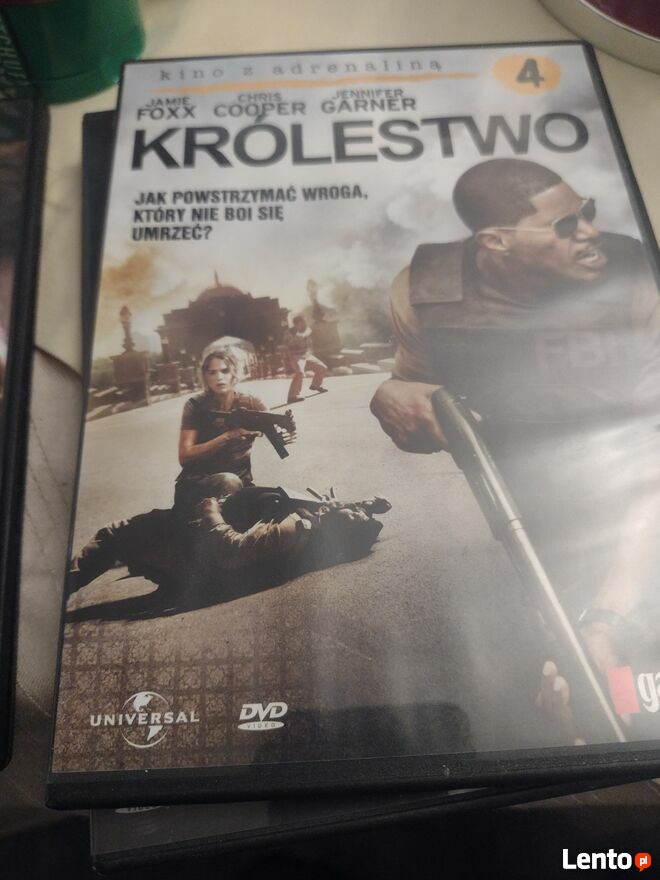 kino z adrenaliną
4
JAMIE FOXX
CHRIS COOPER
JENNIFER GARNER
KRÓLESTWO
JAK POWSTRZYMAĆ WROGA,
KTÓRY NIE BOI SIĘ
UMRZEĆ?
FBI
UNIVERSAL
DVD
VIDEO
Lento pl